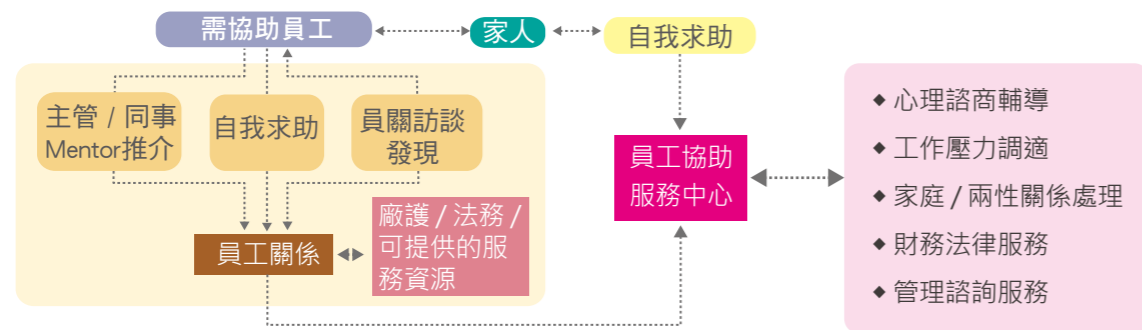 需協助員工
家人
自我求助
主管 / 同事
Mentor推介
自我求助
員關訪談
發現
員工關係
廠護 / 法務 /
可提供的服
務資源
員工協助
服務中心
◆ 心理諮商輔導
◆ 工作壓力調適
◆ 家庭 / 兩性關係處理
◆ 財務法律服務
◆ 管理諮詢服務